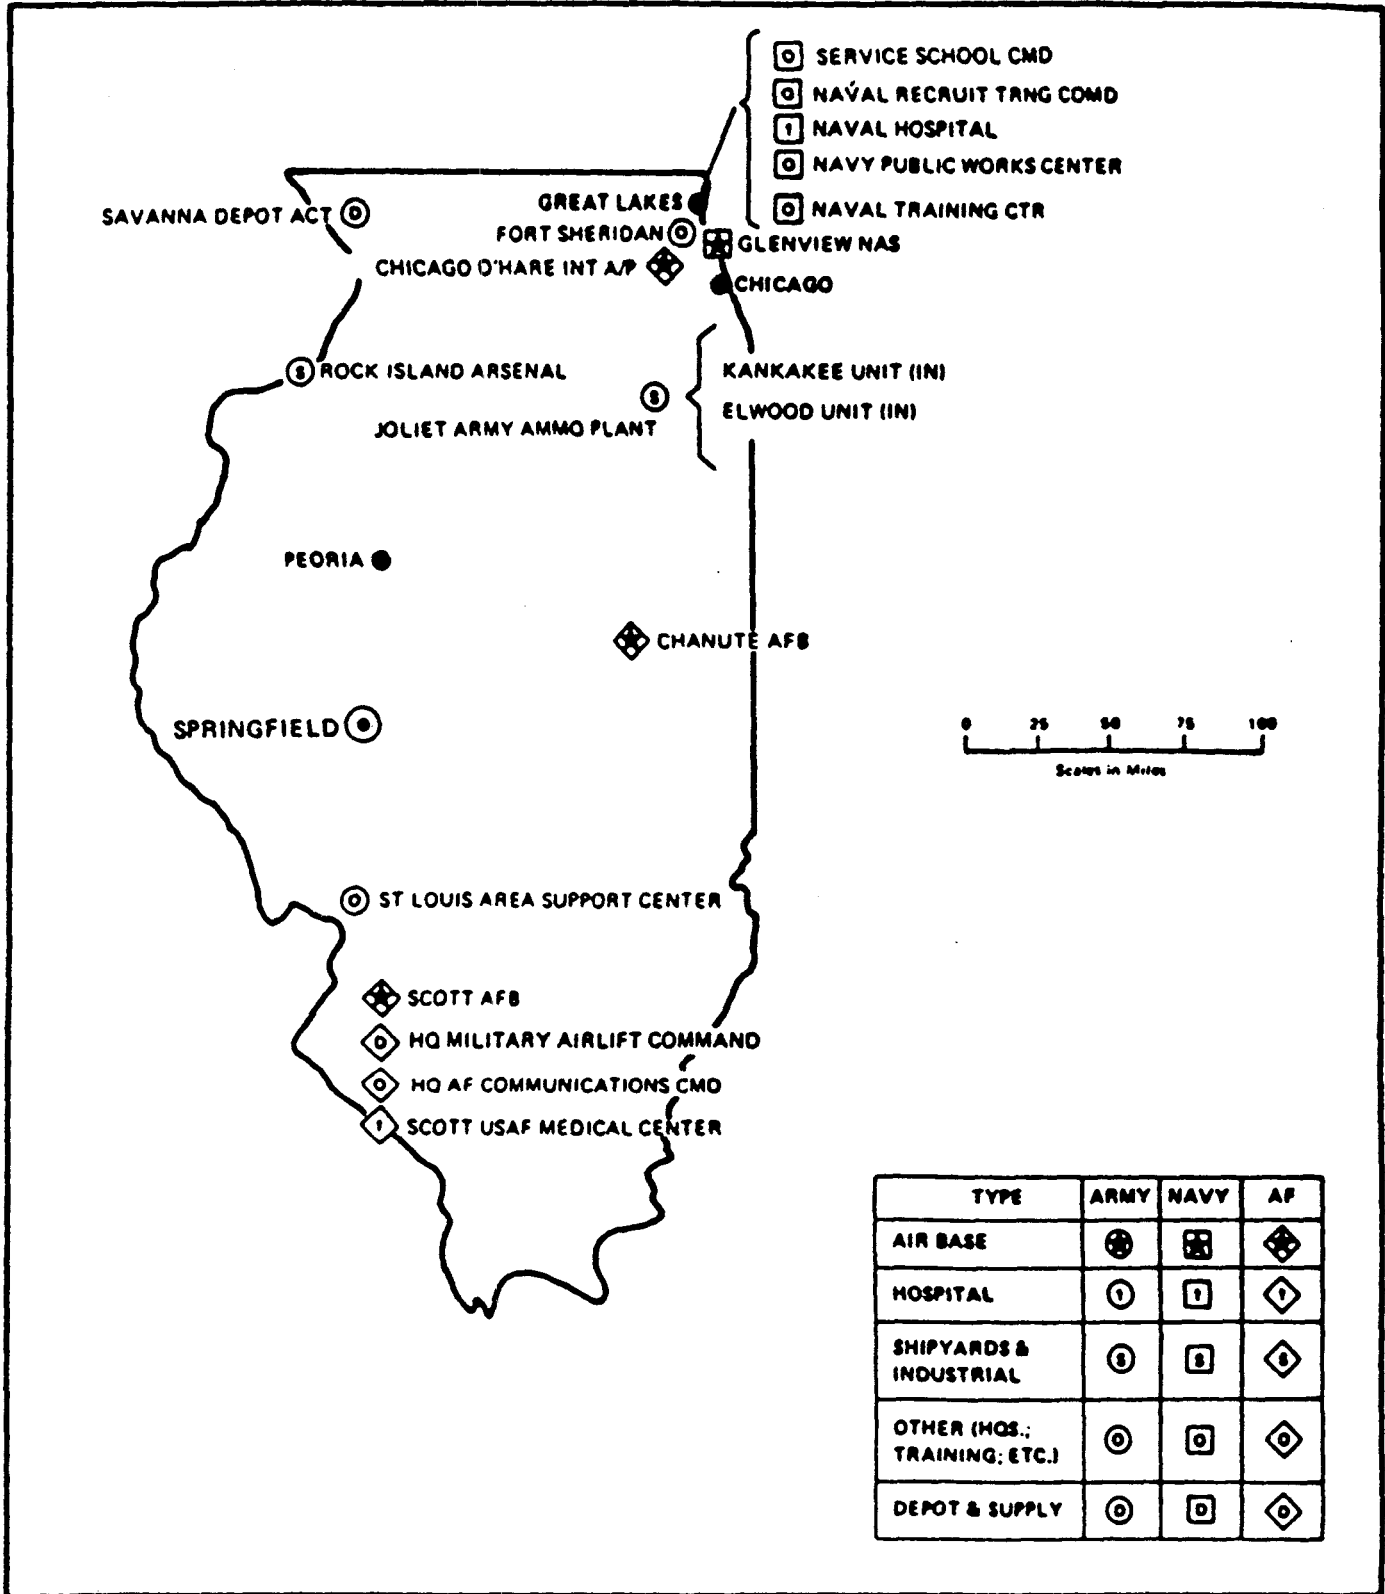 SERVICE SCHOOL CMD
NAVAL RECRUIT TRNG COMD
NAVAL HOSPITAL
NAVY PUBLIC WORKS CENTER
NAVAL TRAINING CTR
GREAT LAKES
SAVANNA DEPOT ACT
FORT SHERIDAN
GLENVIEW NAS
CHICAGO O'HARE INT A/P
CHICAGO
ROCK ISLAND ARSENAL
KANKAKEE UNIT (IN)
ELWOOD UNIT (IN)
JOLIET ARMY AMMO PLANT
PEORIA
CHANUTE AFB
SPRINGFIELD
0 25 50 75 100
Scales in Miles
ST LOUIS AREA SUPPORT CENTER
SCOTT AFB
HQ MILITARY AIRLIFT COMMAND
HQ AF COMMUNICATIONS CMD
SCOTT USAF MEDICAL CENTER
TYPE ARMY NAVY AF
AIR BASE
HOSPITAL
SHIPYARDS &
INDUSTRIAL S S S
OTHER (HQS.;
TRAINING; ETC.) O O O
DEPOT & SUPPLY D D D